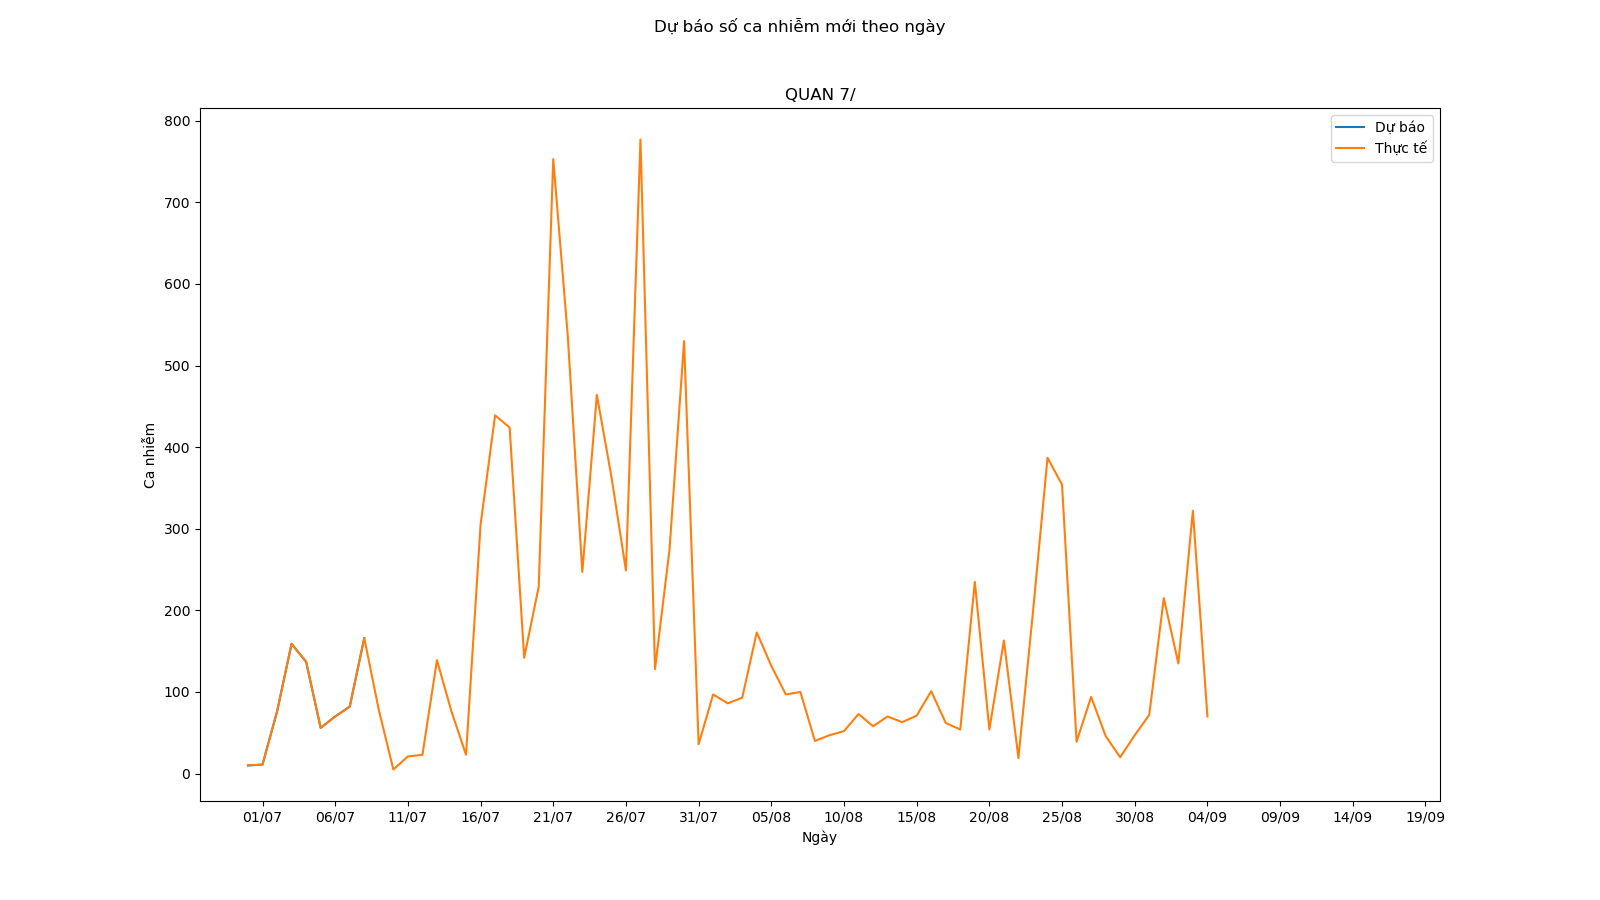 Dự báo số ca nhiễm mới theo ngày
QUAN 7/
Dự báo
Thực tế
800
700
600
500
400
300
200
100
0
Ca nhiễm
01/07 06/07 11/07 16/07 21/07 26/07 31/07 05/08 10/08 15/08 20/08 25/08 30/08 04/09 09/09 14/09 19/09
Ngày